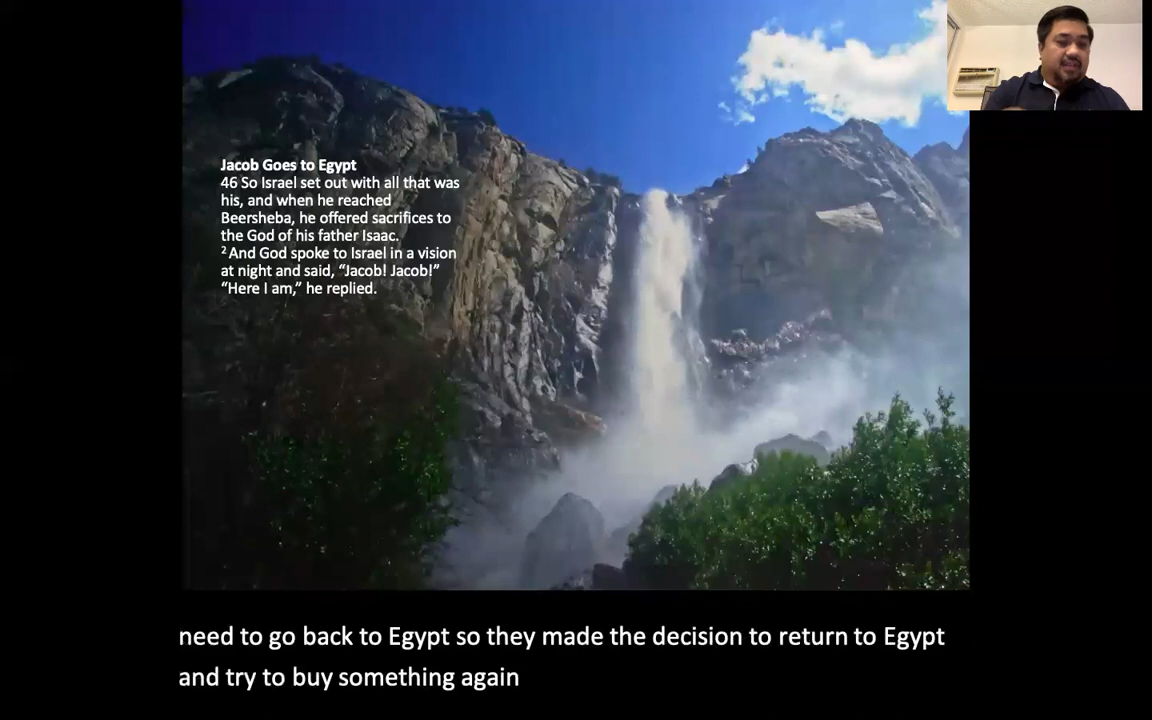 Jacob Goes to Egypt
46 So Israel set out with all that was
his, and when he reached
Beersheba, he offered sacrifices to
the God of his father Isaac.
2 And God spoke to Israel in a vision
at night and said, “Jacob! Jacob!”
“Here I am,” he replied.
need to go back to Egypt so they made the decision to return to Egypt
and try to buy something again